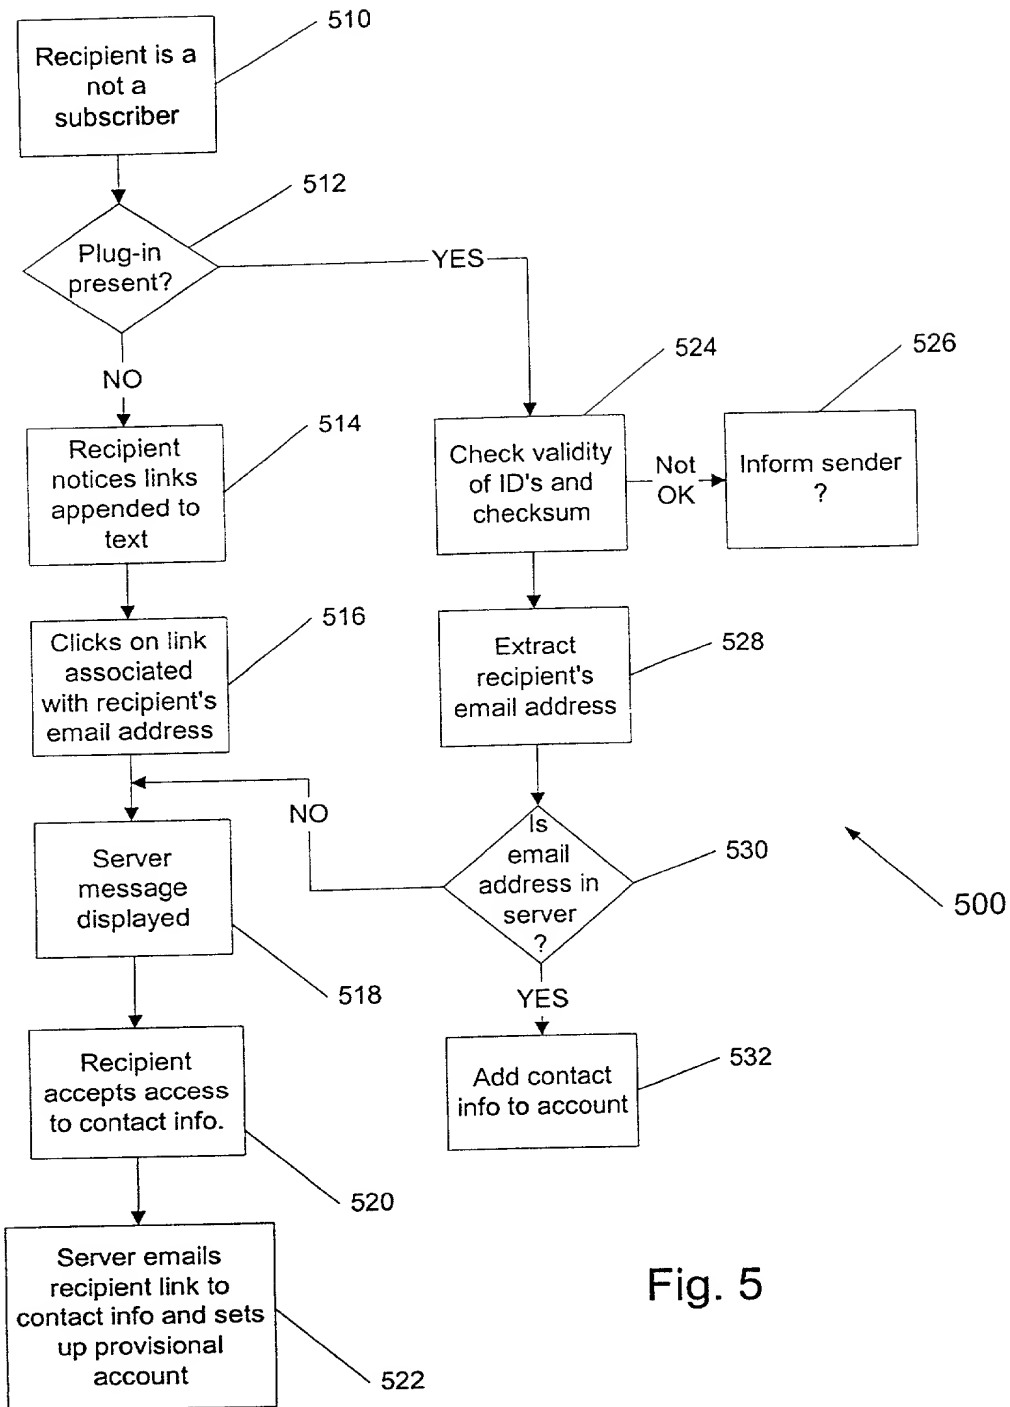 510
Recipient is a
not a
subscriber
512
Plug-in
present?
YES
NO
524
526
514
Recipient
notices links
appended to
text
Check validity
of ID's and
checksum
Not
OK
Inform sender
?
516
Clicks on link
associated
with recipient's
email address
528
Extract
recipient's
email address
NO
Is
email
address in
server
?
530
500
Server
message
displayed
518
YES
532
Recipient
accepts access
to contact info.
Add contact
info to account
520
Server emails
recipient link to
contact info and sets
up provisional
account
522
Fig. 5